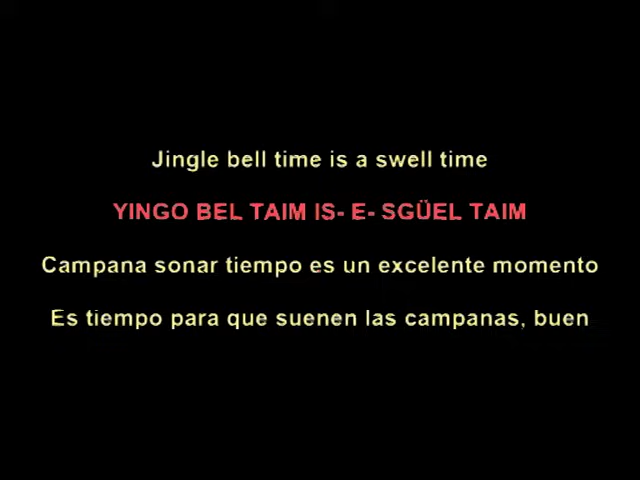 Jingle bell time is a swell time
YINGO BEL TAIM IS- E- SGÜEL TAIM
Campana sonar tiempo es un excelente momento
Es tiempo para que suenen las campanas, buen